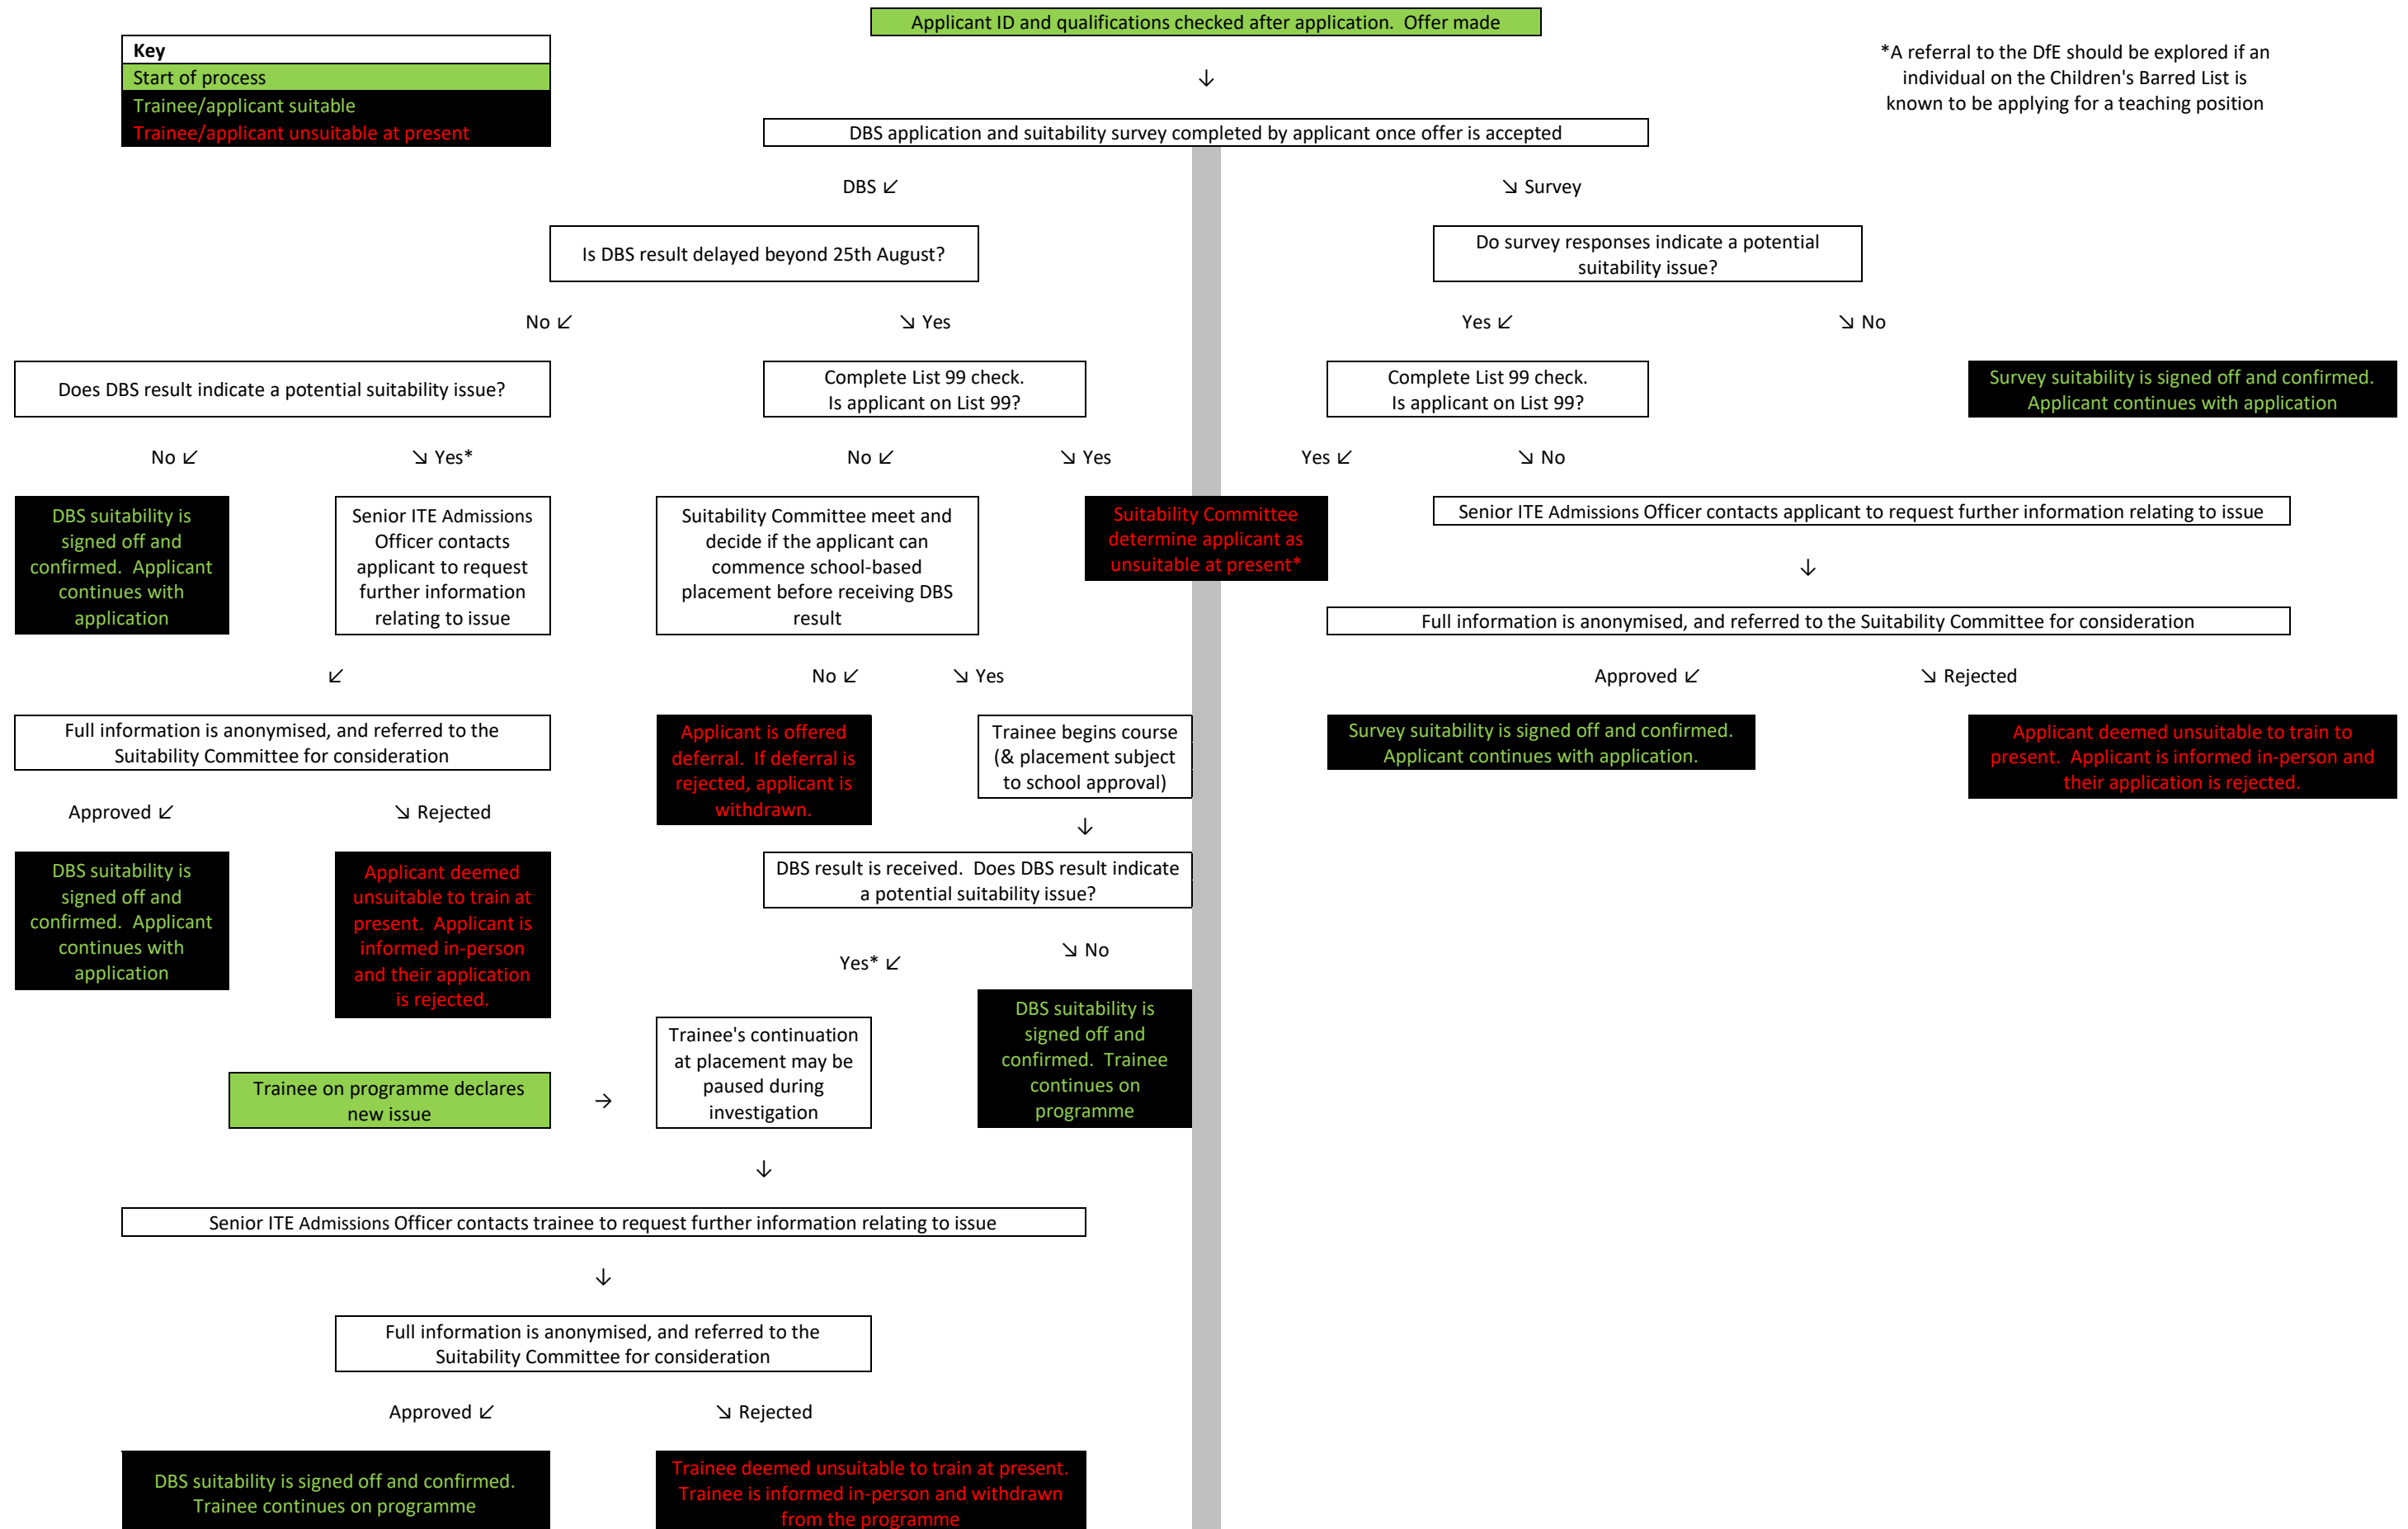 Applicant ID and qualifications checked after application.  Offer made
Key
Start of process
Trainee/applicant suitable
Trainee/applicant unsuitable at present
*A referral to the DfE should be explored if an
individual on the Children's Barred List is
known to be applying for a teaching position
↓
DBS application and suitability survey completed by applicant once offer is accepted
DBS ↙
↘ Survey
Is DBS result delayed beyond 25th August?
Do survey responses indicate a potential
suitability issue?
No ↙
↘ Yes
Yes ↙
↘ No
Does DBS result indicate a potential suitability issue?
Complete List 99 check.
Is applicant on List 99?
Complete List 99 check.
Is applicant on List 99?
Survey suitability is signed off and confirmed.
Applicant continues with application
No ↙
↘ Yes*
No ↙
↘ Yes
Yes ↙
↘ No
DBS suitability is
signed off and
confirmed.  Applicant
continues with
application
Senior ITE Admissions
Officer contacts
applicant to request
further information
relating to issue
Suitability Committee meet and
decide if the applicant can
commence school-based
placement before receiving DBS
result
Suitability Committee
determine applicant as
unsuitable at present*
Senior ITE Admissions Officer contacts applicant to request further information relating to issue
↓
Full information is anonymised, and referred to the Suitability Committee for consideration
↙
No ↙
↘ Yes
Approved ↙
↘ Rejected
Full information is anonymised, and referred to the
Suitability Committee for consideration
Applicant is offered
deferral.  If deferral is
rejected, applicant is
withdrawn.
Trainee begins course
(& placement subject
to school approval)
Survey suitability is signed off and confirmed.
Applicant continues with application.
Applicant deemed unsuitable to train to
present.  Applicant is informed in-person and
their application is rejected.
Approved ↙
↘ Rejected
↓
DBS suitability is
signed off and
confirmed.  Applicant
continues with
application
Applicant deemed
unsuitable to train at
present.  Applicant is
informed in-person
and their application
is rejected.
DBS result is received.  Does DBS result indicate
a potential suitability issue?
Yes* ↙
↘ No
Trainee on programme declares
new issue
→
Trainee's continuation
at placement may be
paused during
investigation
DBS suitability is
signed off and
confirmed.  Trainee
continues on
programme
↓
Senior ITE Admissions Officer contacts trainee to request further information relating to issue
↓
Full information is anonymised, and referred to the
Suitability Committee for consideration
Approved ↙
↘ Rejected
DBS suitability is signed off and confirmed.
Trainee continues on programme
Trainee deemed unsuitable to train at present.
Trainee is informed in-person and withdrawn
from the programme